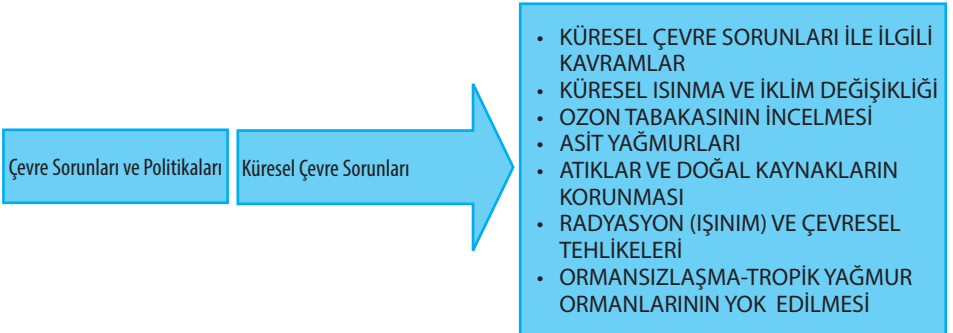 Çevre Sorunları ve Politikaları
Küresel Çevre Sorunları
• KÜRESEL ÇEVRE SORUNLARI İLE İLGİLİ
KAVRAMLAR
• KÜRESEL ISINMA VE İKLİM DEĞİŞİKLİĞİ
• OZON TABAKASININ İNCELMESİ
• ASİT YAĞMURLARI
• ATIKLAR VE DOĞAL KAYNAKLARIN
KORUNMASI
• RADYASYON (IŞINIM) VE ÇEVRESEL
TEHLİKELERİ
• ORMANSIZLAŞMA-TROPİK YAĞMUR
ORMANLARININ YOK EDİLMESİ